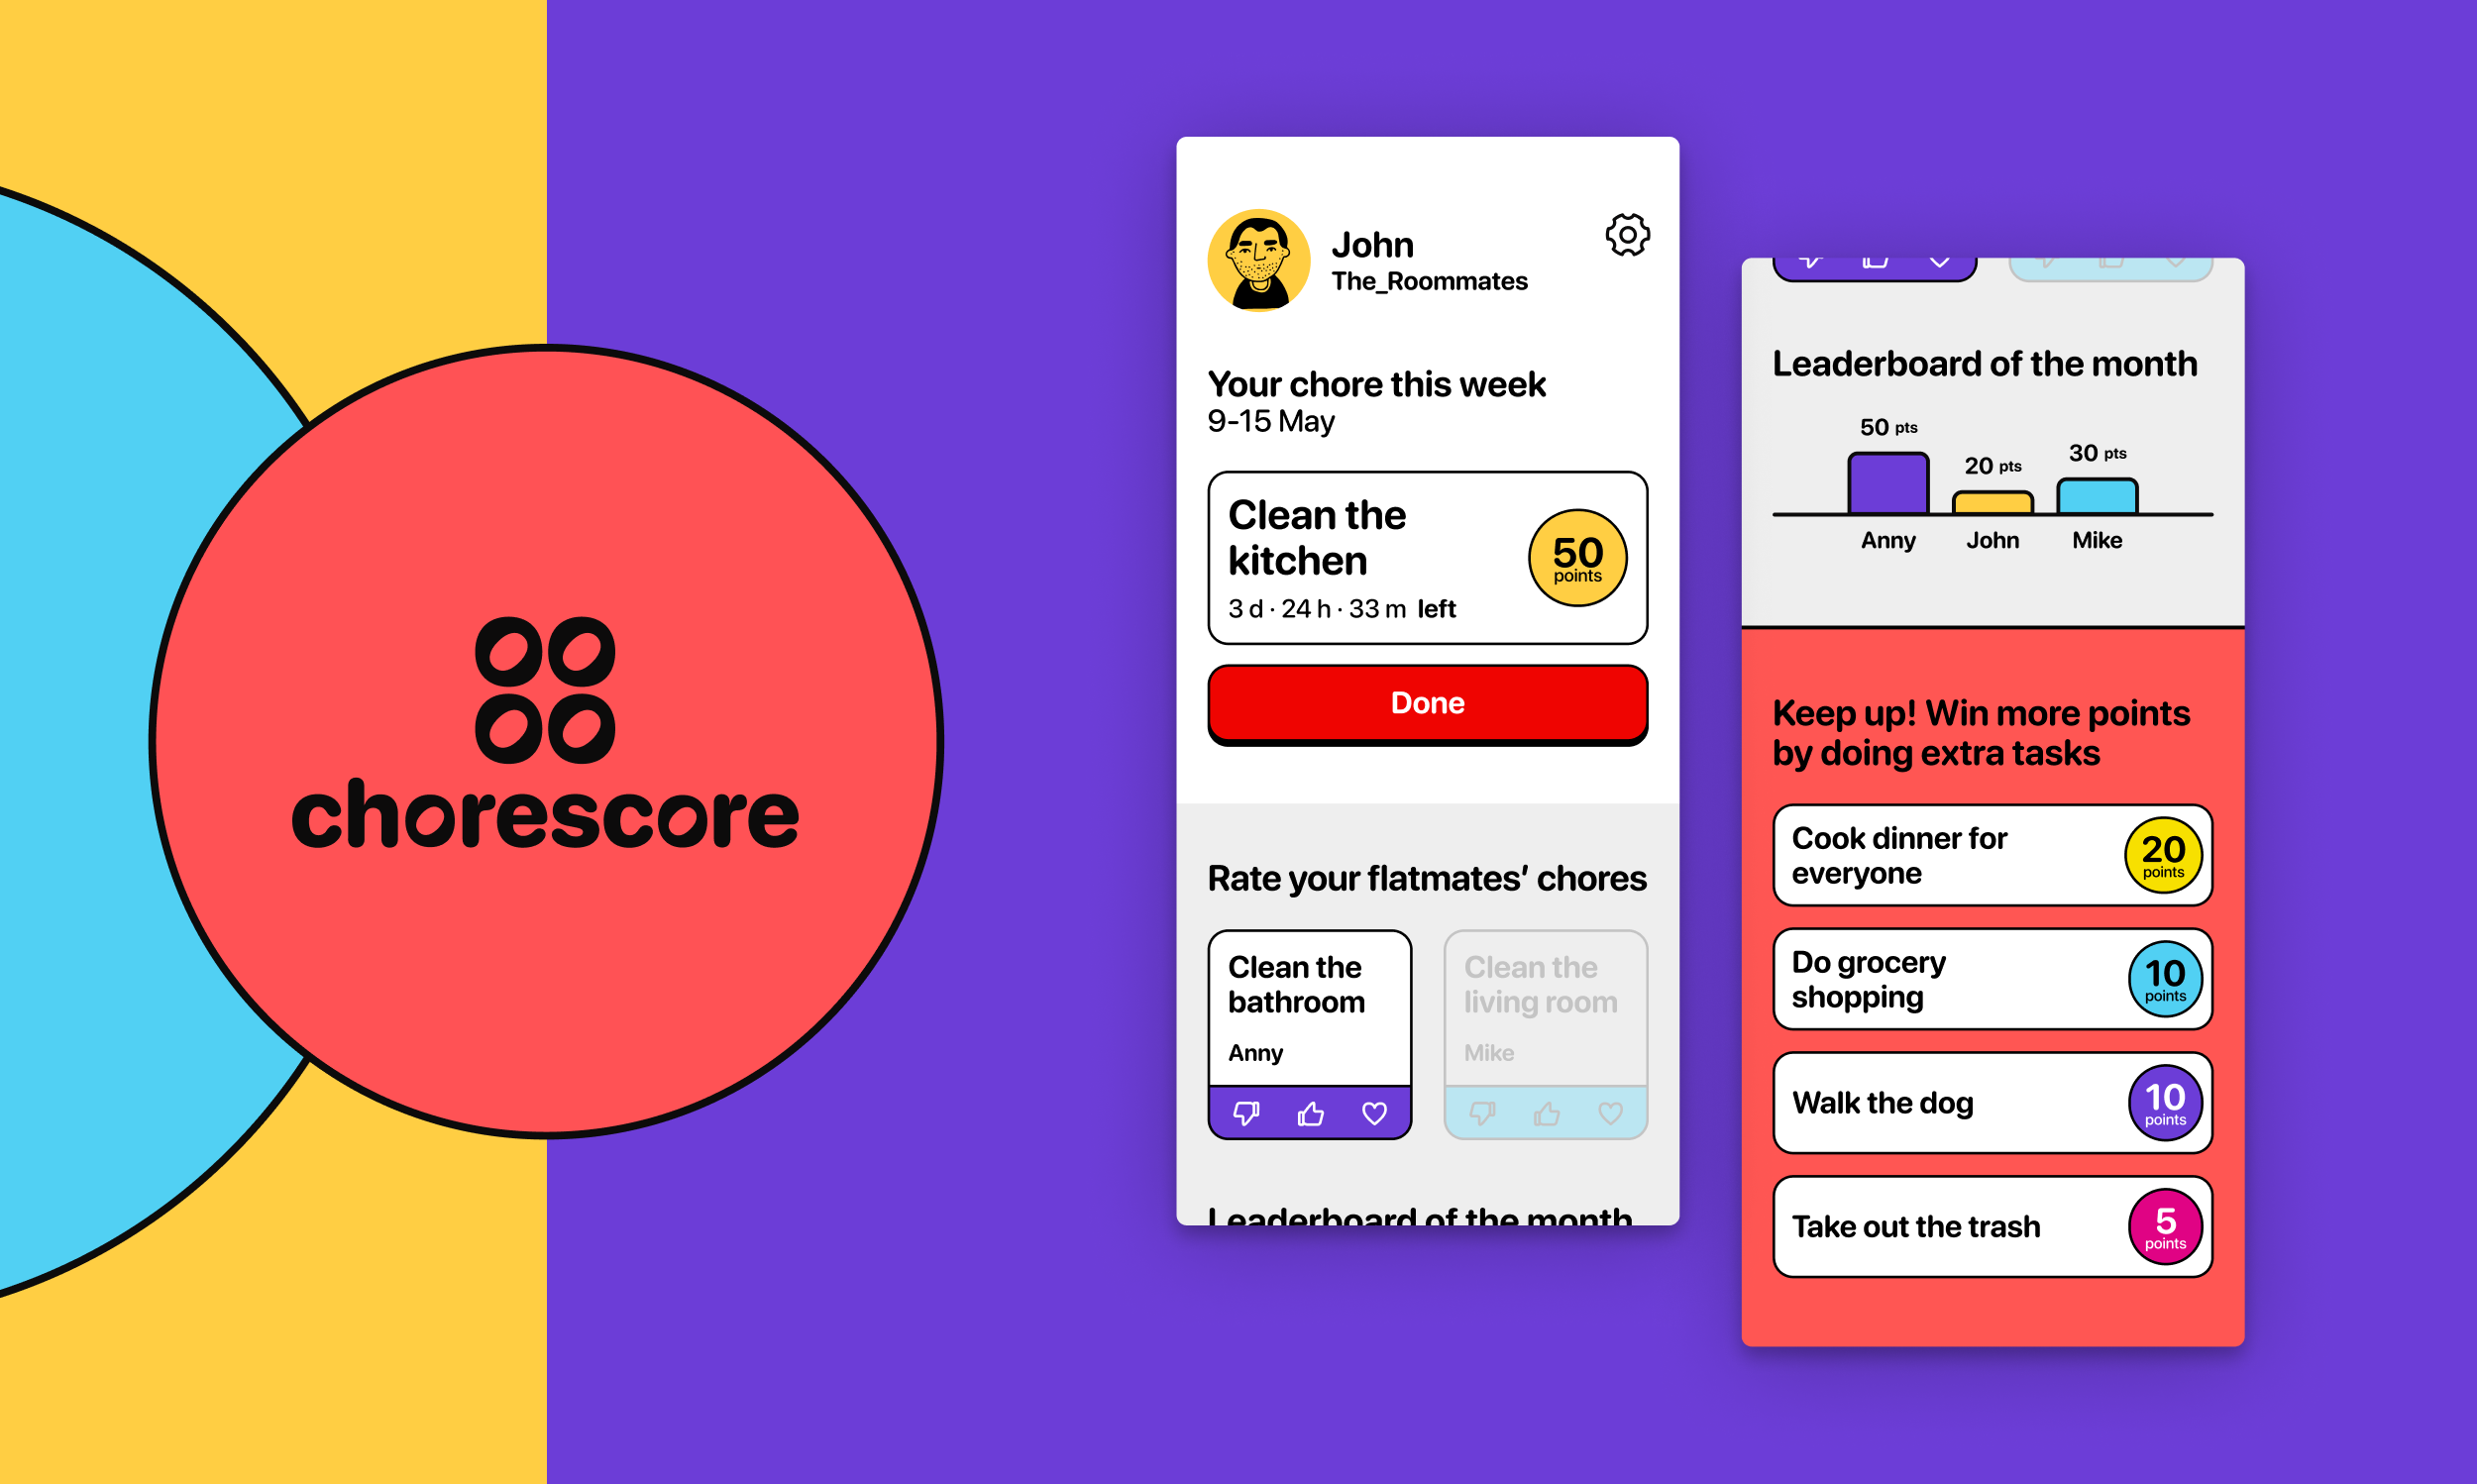 chorescore
John
The_Roommates
Your chore this week
9-15 May
Clean the
kitchen
50
points
3 d · 24 h · 33 m left
Done
Rate your flatmates’ chores
Clean the
bathroom
Anny
Clean the
living room
Mike
Leaderboard of the month
Leaderboard of the month
50 pts
20 pts
30 pts
Anny
John
Mike
Keep up! Win more points
by doing extra tasks
Cook dinner for
everyone
20
points
Do grocery
shopping
10
points
Walk the dog
10
points
Take out the trash
5
points